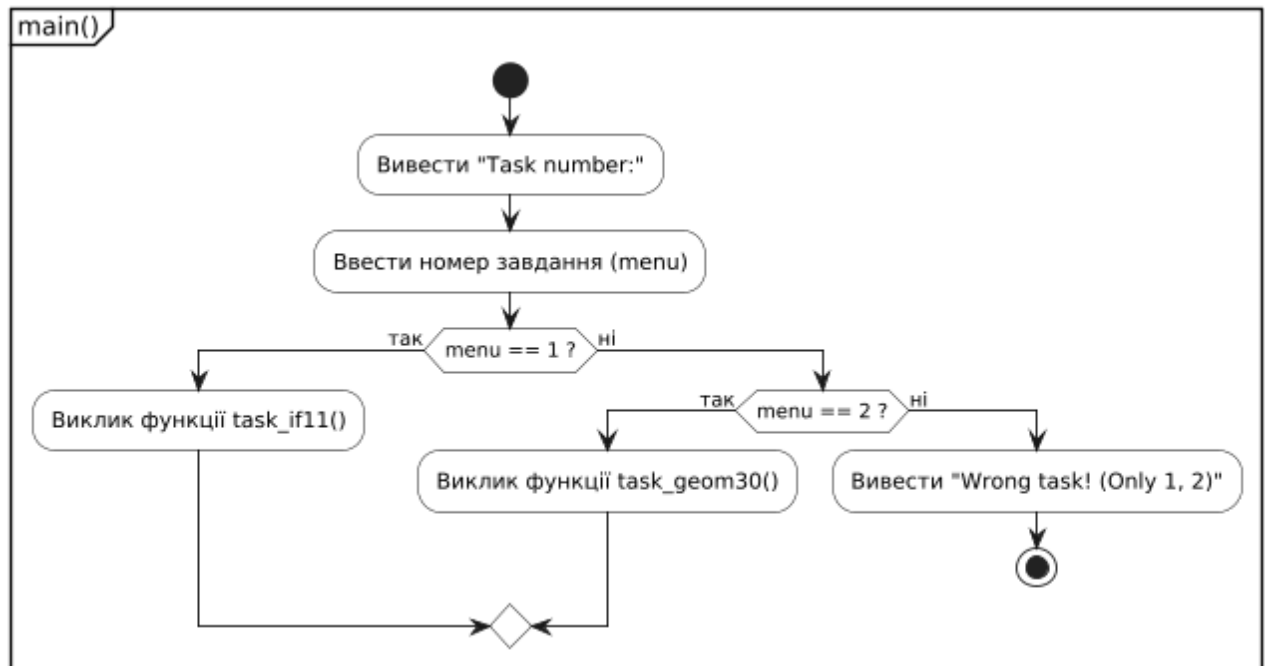 main()
Вивести "Task number:"
Ввести номер завдання (menu)
так
menu == 1 ?
ні
Виклик функції task_if11()
так
menu == 2 ?
ні
Виклик функції task_geom30()
Вивести "Wrong task! (Only 1, 2)"